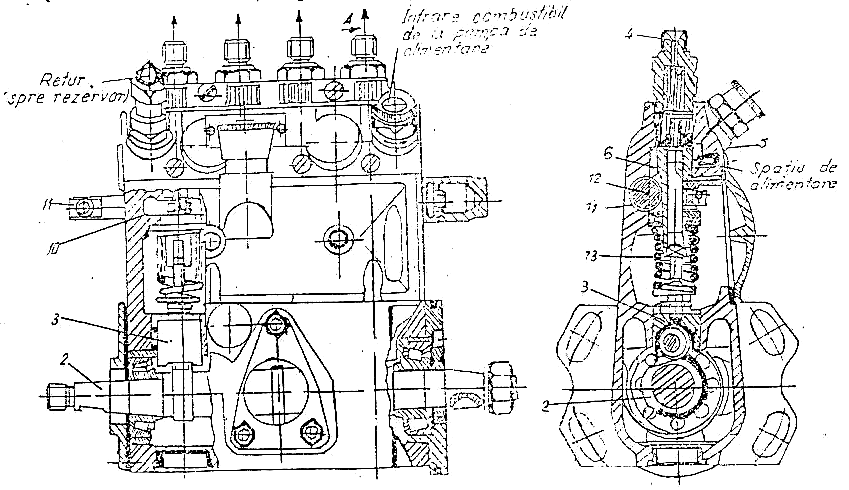 A
Intrare combustibil
de la pompa de
alimentare
Retur
(spre rezervor)
11
10
3
2
4
5
6
Spațiu de
alimentare
12
11
13
3
2